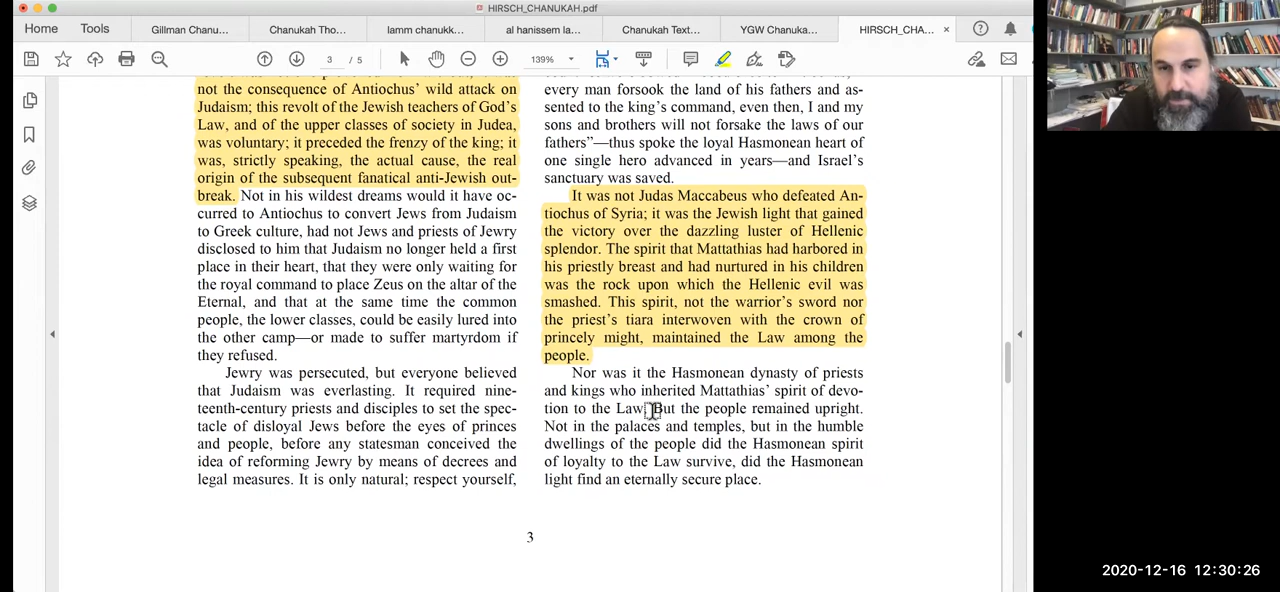 HIRSCH_CHANUKAH.pdf
Home
Tools
Gillman Chanu...
Chanukah Tho...
lamm chanukk...
al hanissem la...
Chanukah Text...
YGW Chanuka...
HIRSCH_CHA...
3 / 5
139%
not the consequence of Antiochus’ wild attack on
Judaism; this revolt of the Jewish teachers of God’s
Law, and of the upper classes of society in Judea,
was voluntary; it preceded the frenzy of the king; it
was, strictly speaking, the actual cause, the real
origin of the subsequent fanatical anti-Jewish out-
break. Not in his wildest dreams would it have oc-
curred to Antiochus to convert Jews from Judaism
to Greek culture, had not Jews and priests of Jewry
disclosed to him that Judaism no longer held a first
place in their heart, that they were only waiting for
the royal command to place Zeus on the altar of the
Eternal, and that at the same time the common
people, the lower classes, could be easily lured into
the other camp—or made to suffer martyrdom if
they refused.
Jewry was persecuted, but everyone believed
that Judaism was everlasting. It required nine-
teenth-century priests and disciples to set the spec-
tacle of disloyal Jews before the eyes of princes
and people, before any statesman conceived the
idea of reforming Jewry by means of decrees and
legal measures. It is only natural; respect yourself,
every man forsook the land of his fathers and as-
sented to the king’s command, even then, I and my
sons and brothers will not forsake the laws of our
fathers”—thus spoke the loyal Hasmonean heart of
one single hero advanced in years—and Israel’s
sanctuary was saved.
It was not Judas Maccabeus who defeated An-
tiochus of Syria; it was the Jewish light that gained
the victory over the dazzling luster of Hellenic
splendor. The spirit that Mattathias had harbored in
his priestly breast and had nurtured in his children
was the rock upon which the Hellenic evil was
smashed. This spirit, not the warrior’s sword nor
the priest’s tiara interwoven with the crown of
princely might, maintained the Law among the
people.
Nor was it the Hasmonean dynasty of priests
and kings who inherited Mattathias’ spirit of devo-
tion to the Law. But the people remained upright.
Not in the palaces and temples, but in the humble
dwellings of the people did the Hasmonean spirit
of loyalty to the Law survive, did the Hasmonean
light find an eternally secure place.
3
2020-12-16 12:30:26